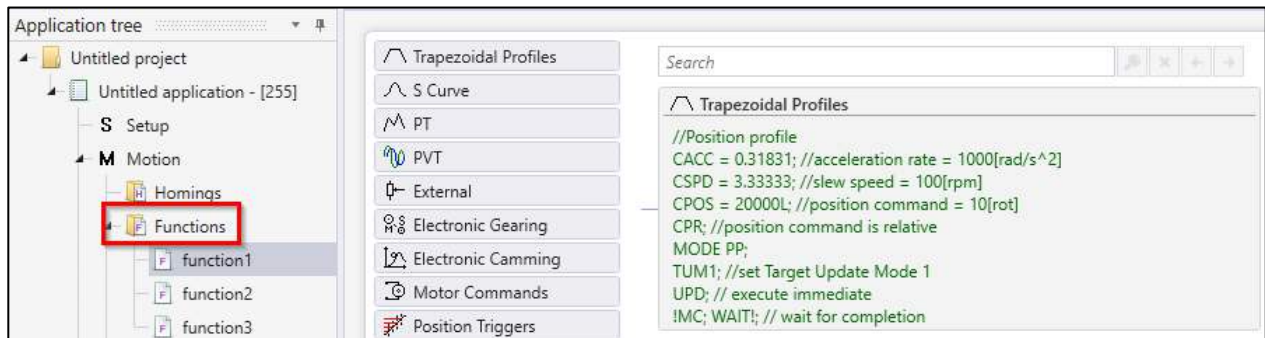 Application tree
Untitled project
Untitled application - [255]
S Setup
M Motion
Homings
Functions
function1
function2
function3
Trapezoidal Profiles
S Curve
PT
PVT
External
Electronic Gearing
Electronic Camming
Motor Commands
Position Triggers
Search
Trapezoidal Profiles
//Position profile
CACC = 0.31831; //acceleration rate = 1000[rad/s^2]
CSPD = 3.33333; //slew speed = 100[rpm]
CPOS = 20000L; //position command = 10[rot]
CPR; //position command is relative
MODE PP;
TUM1; //set Target Update Mode 1
UPD; // execute immediate
!MC; WAIT!; // wait for completion